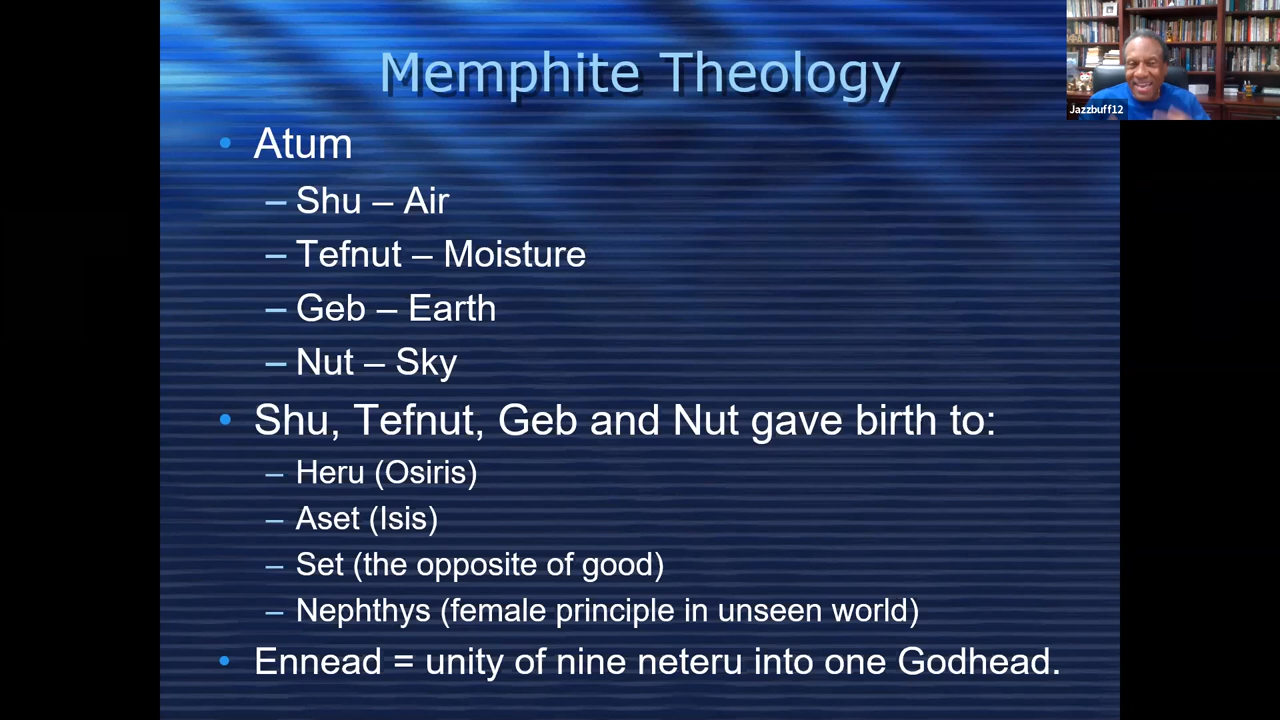 Memphite Theology
Jazzbuff12
• Atum
– Shu – Air
– Tefnut – Moisture
– Geb – Earth
– Nut – Sky
• Shu, Tefnut, Geb and Nut gave birth to:
– Heru (Osiris)
– Aset (Isis)
– Set (the opposite of good)
– Nephthys (female principle in unseen world)
• Ennead = unity of nine neteru into one Godhead.